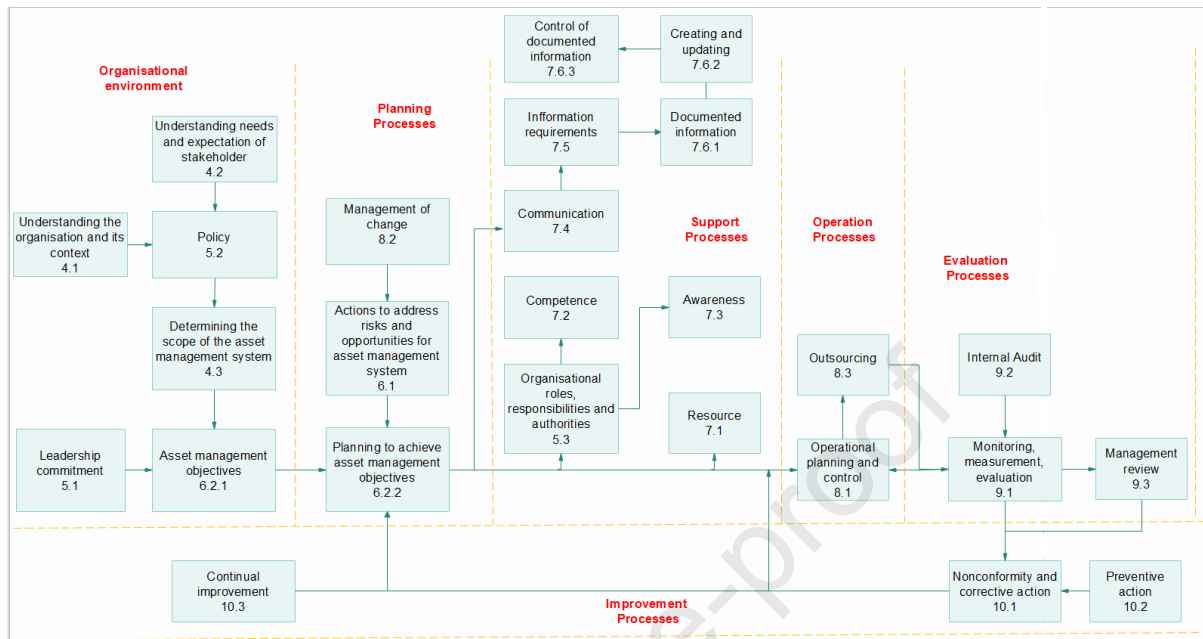 Organisational
environment
Understanding needs
and expectation of
stakeholder
4.2
Understanding the
organisation and its
context
4.1
Policy
5.2
Determining the
scope of the asset
management system
4.3
Leadership
commitment
5.1
Asset management
objectives
6.2.1
Planning
Processes
Management of
change
8.2
Actions to address
risks and
opportunities for
asset management
system
6.1
Planning to achieve
asset management
objectives
6.2.2
Control of
documented
information
7.6.3
Creating and
updating
7.6.2
Infformation
requirements
7.5
Documented
information
7.6.1
Communication
7.4
Support
Processes
Competence
7.2
Awareness
7.3
Organisational
roles,
responsibilities and
authorities
5.3
Resource
7.1
Operation
Processes
Outsourcing
8.3
Operational
planning and
control
8.1
Evaluation
Processes
Internal Audit
9.2
Monitoring,
measurement,
evaluation
9.1
Management
review
9.3
Continual
improvement
10.3
Improvement
Processes
Nonconformity and
corrective action
10.1
Preventive
action
10.2
e-proof